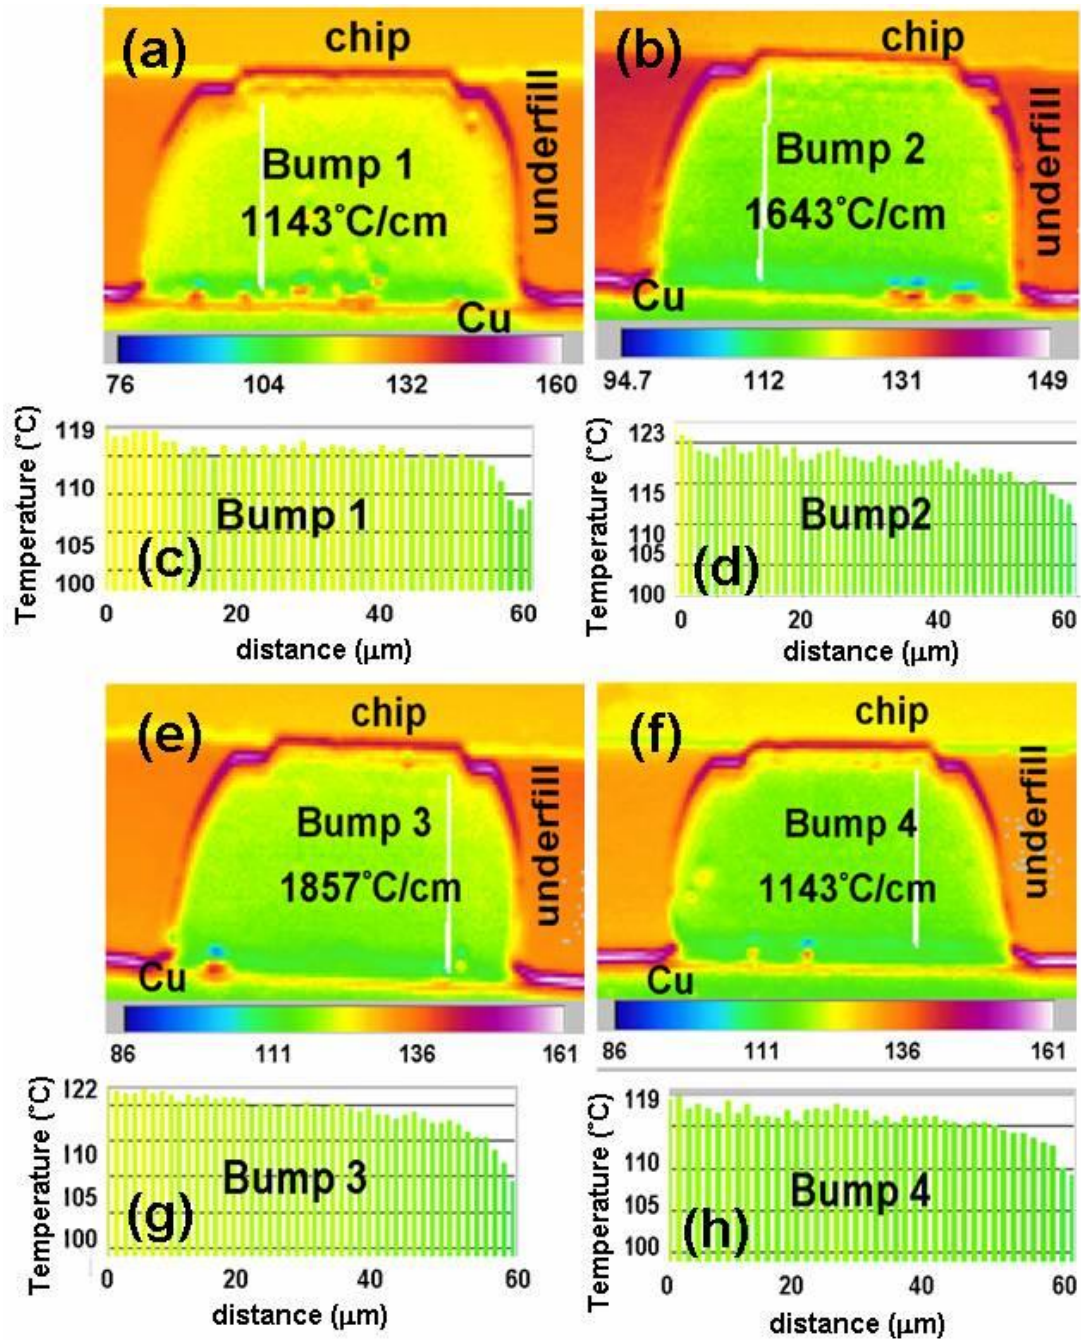 (a)
chip
Bump 1
1143°C/cm
underfill
Cu
76 104 132 160
(b)
chip
Bump 2
1643°C/cm
underfill
Cu
94.7 112 131 149
Temperature (°C)
119
110
105
100
Bump 1
(c)
0 20 40 60
distance (μm)
Temperature (°C)
123
115
110
105
100
Bump2
(d)
0 20 40 60
distance (μm)
(e)
chip
Bump 3
1857°C/cm
underfill
Cu
86 111 136 161
(f)
chip
Bump 4
1143°C/cm
underfill
Cu
86 111 136 161
Temperature (°C)
122
110
105
100
Bump 3
(g)
0 20 40 60
distance (μm)
Temperature (°C)
119
110
105
100
Bump 4
(h)
0 20 40 60
distance (μm)